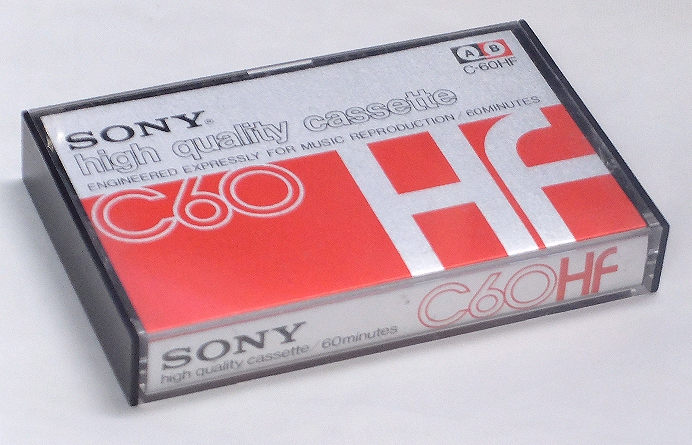 A B
C-60HF
SONY®
high quality cassette
ENGINEERED EXPRESSLY FOR MUSIC REPRODUCTION/60MINUTES
C60
HF
SONY
high quality cassette/60minutes
C60HF